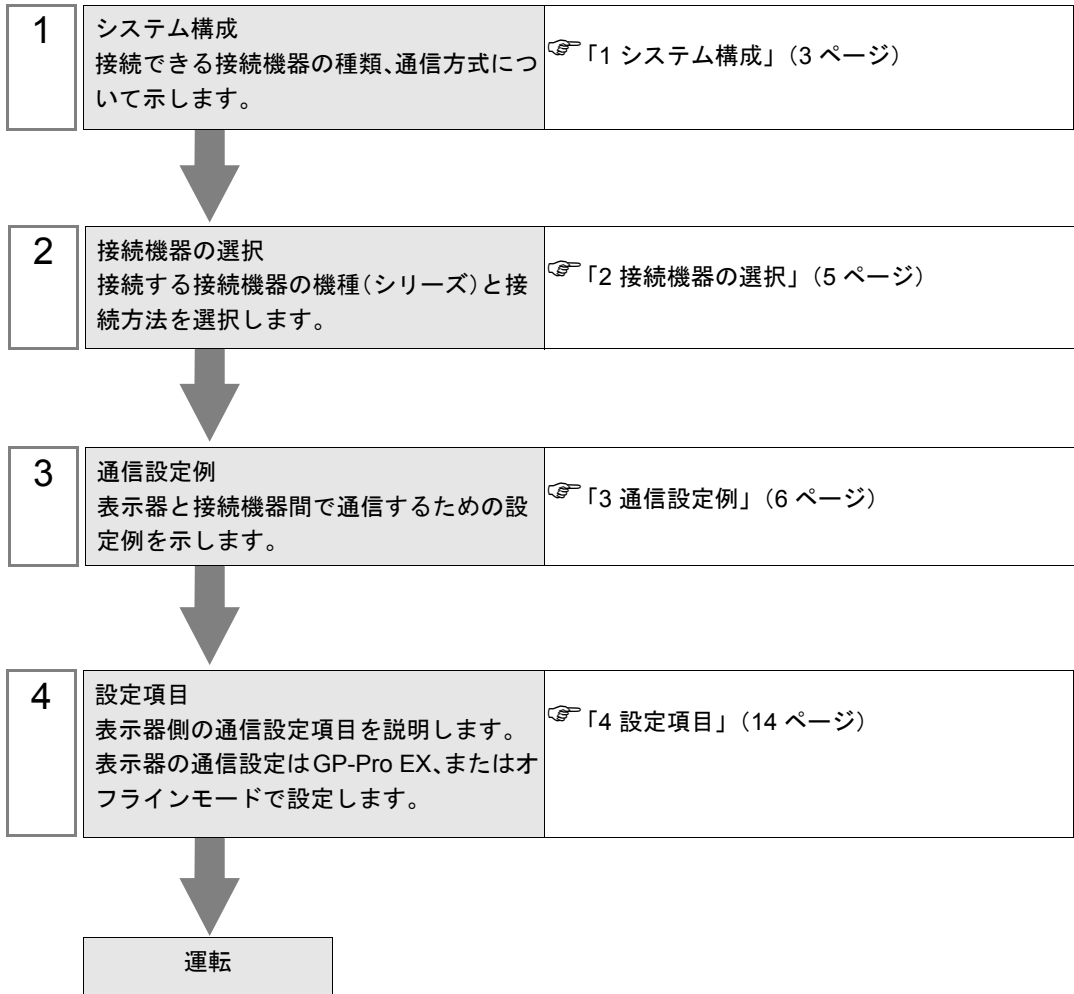 1
システム構成
接続できる接続機器の種類、通信方式につ
いて示します。
☞「1 システム構成」(3 ページ)
2
接続機器の選択
接続する接続機器の機種(シリーズ)と接
続方法を選択します。
☞「2 接続機器の選択」(5 ページ)
3
通信設定例
表示器と接続機器間で通信するための設
定例を示します。
☞「3 通信設定例」(6 ページ)
4
設定項目
表示器側の通信設定項目を説明します。
表示器の通信設定はGP-Pro EX、またはオ
フラインモードで設定します。
☞「4 設定項目」(14 ページ)
運転